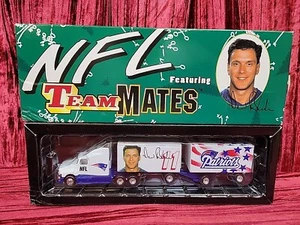 NFL
Featuring
TEAM MATES
NFL
Patriots